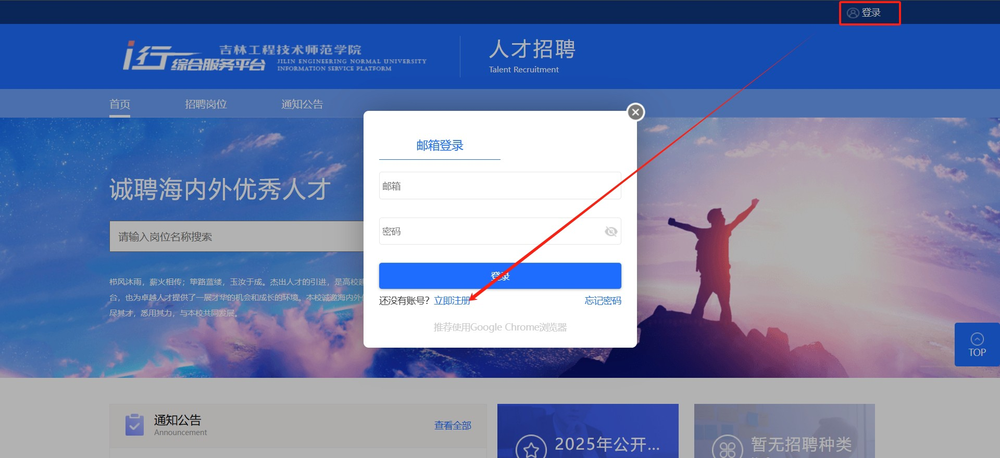 登录
i行
综合服务平台
吉林工程技术师范学院
JILIN ENGINEERING NORMAL UNIVERSITY
INFORMATION SERVICE PLATFORM
人才招聘
Talent Recruitment
首页
招聘岗位
通知公告
诚聘海内外优秀人才
请输入岗位名称搜索
栉风沐雨，薪火相传；筚路蓝缕，玉汝于成。杰出人才的引进，是高校建
台，也为卓越人才提供了一展才华的机会和成长的环境。本校诚邀海内外
尽其才，悉用其力，与本校共同发展。
邮箱登录
邮箱
密码
登录
还没有账号？立即注册
忘记密码
推荐使用Google Chrome浏览器
TOP
通知公告
Announcement
查看全部
2025年公开...
暂无招聘种类